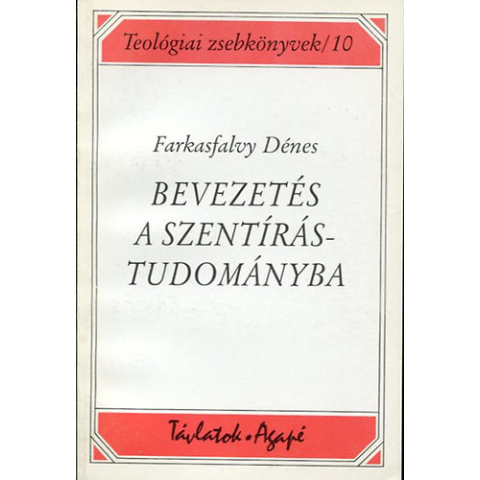 Teológiai zsebkönyvek/10
Farkasfalvy Dénes
BEVEZETÉS
A SZENTÍRÁS-
TUDOMÁNYBA
Távlatok • Agapé